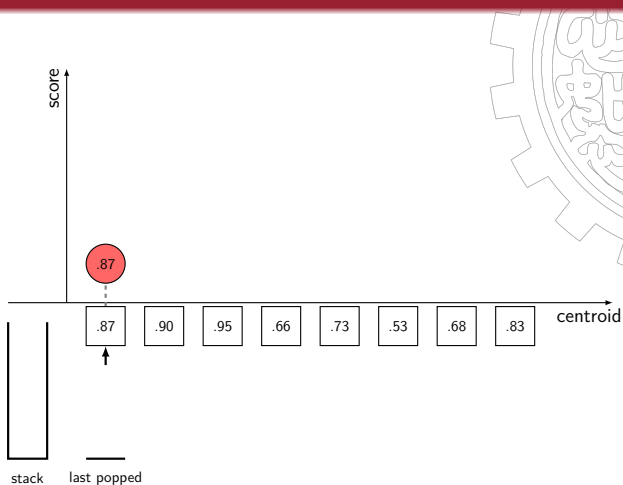 score
.87
.87 .90 .95 .66 .73 .53 .68 .83
centroid
stack last popped